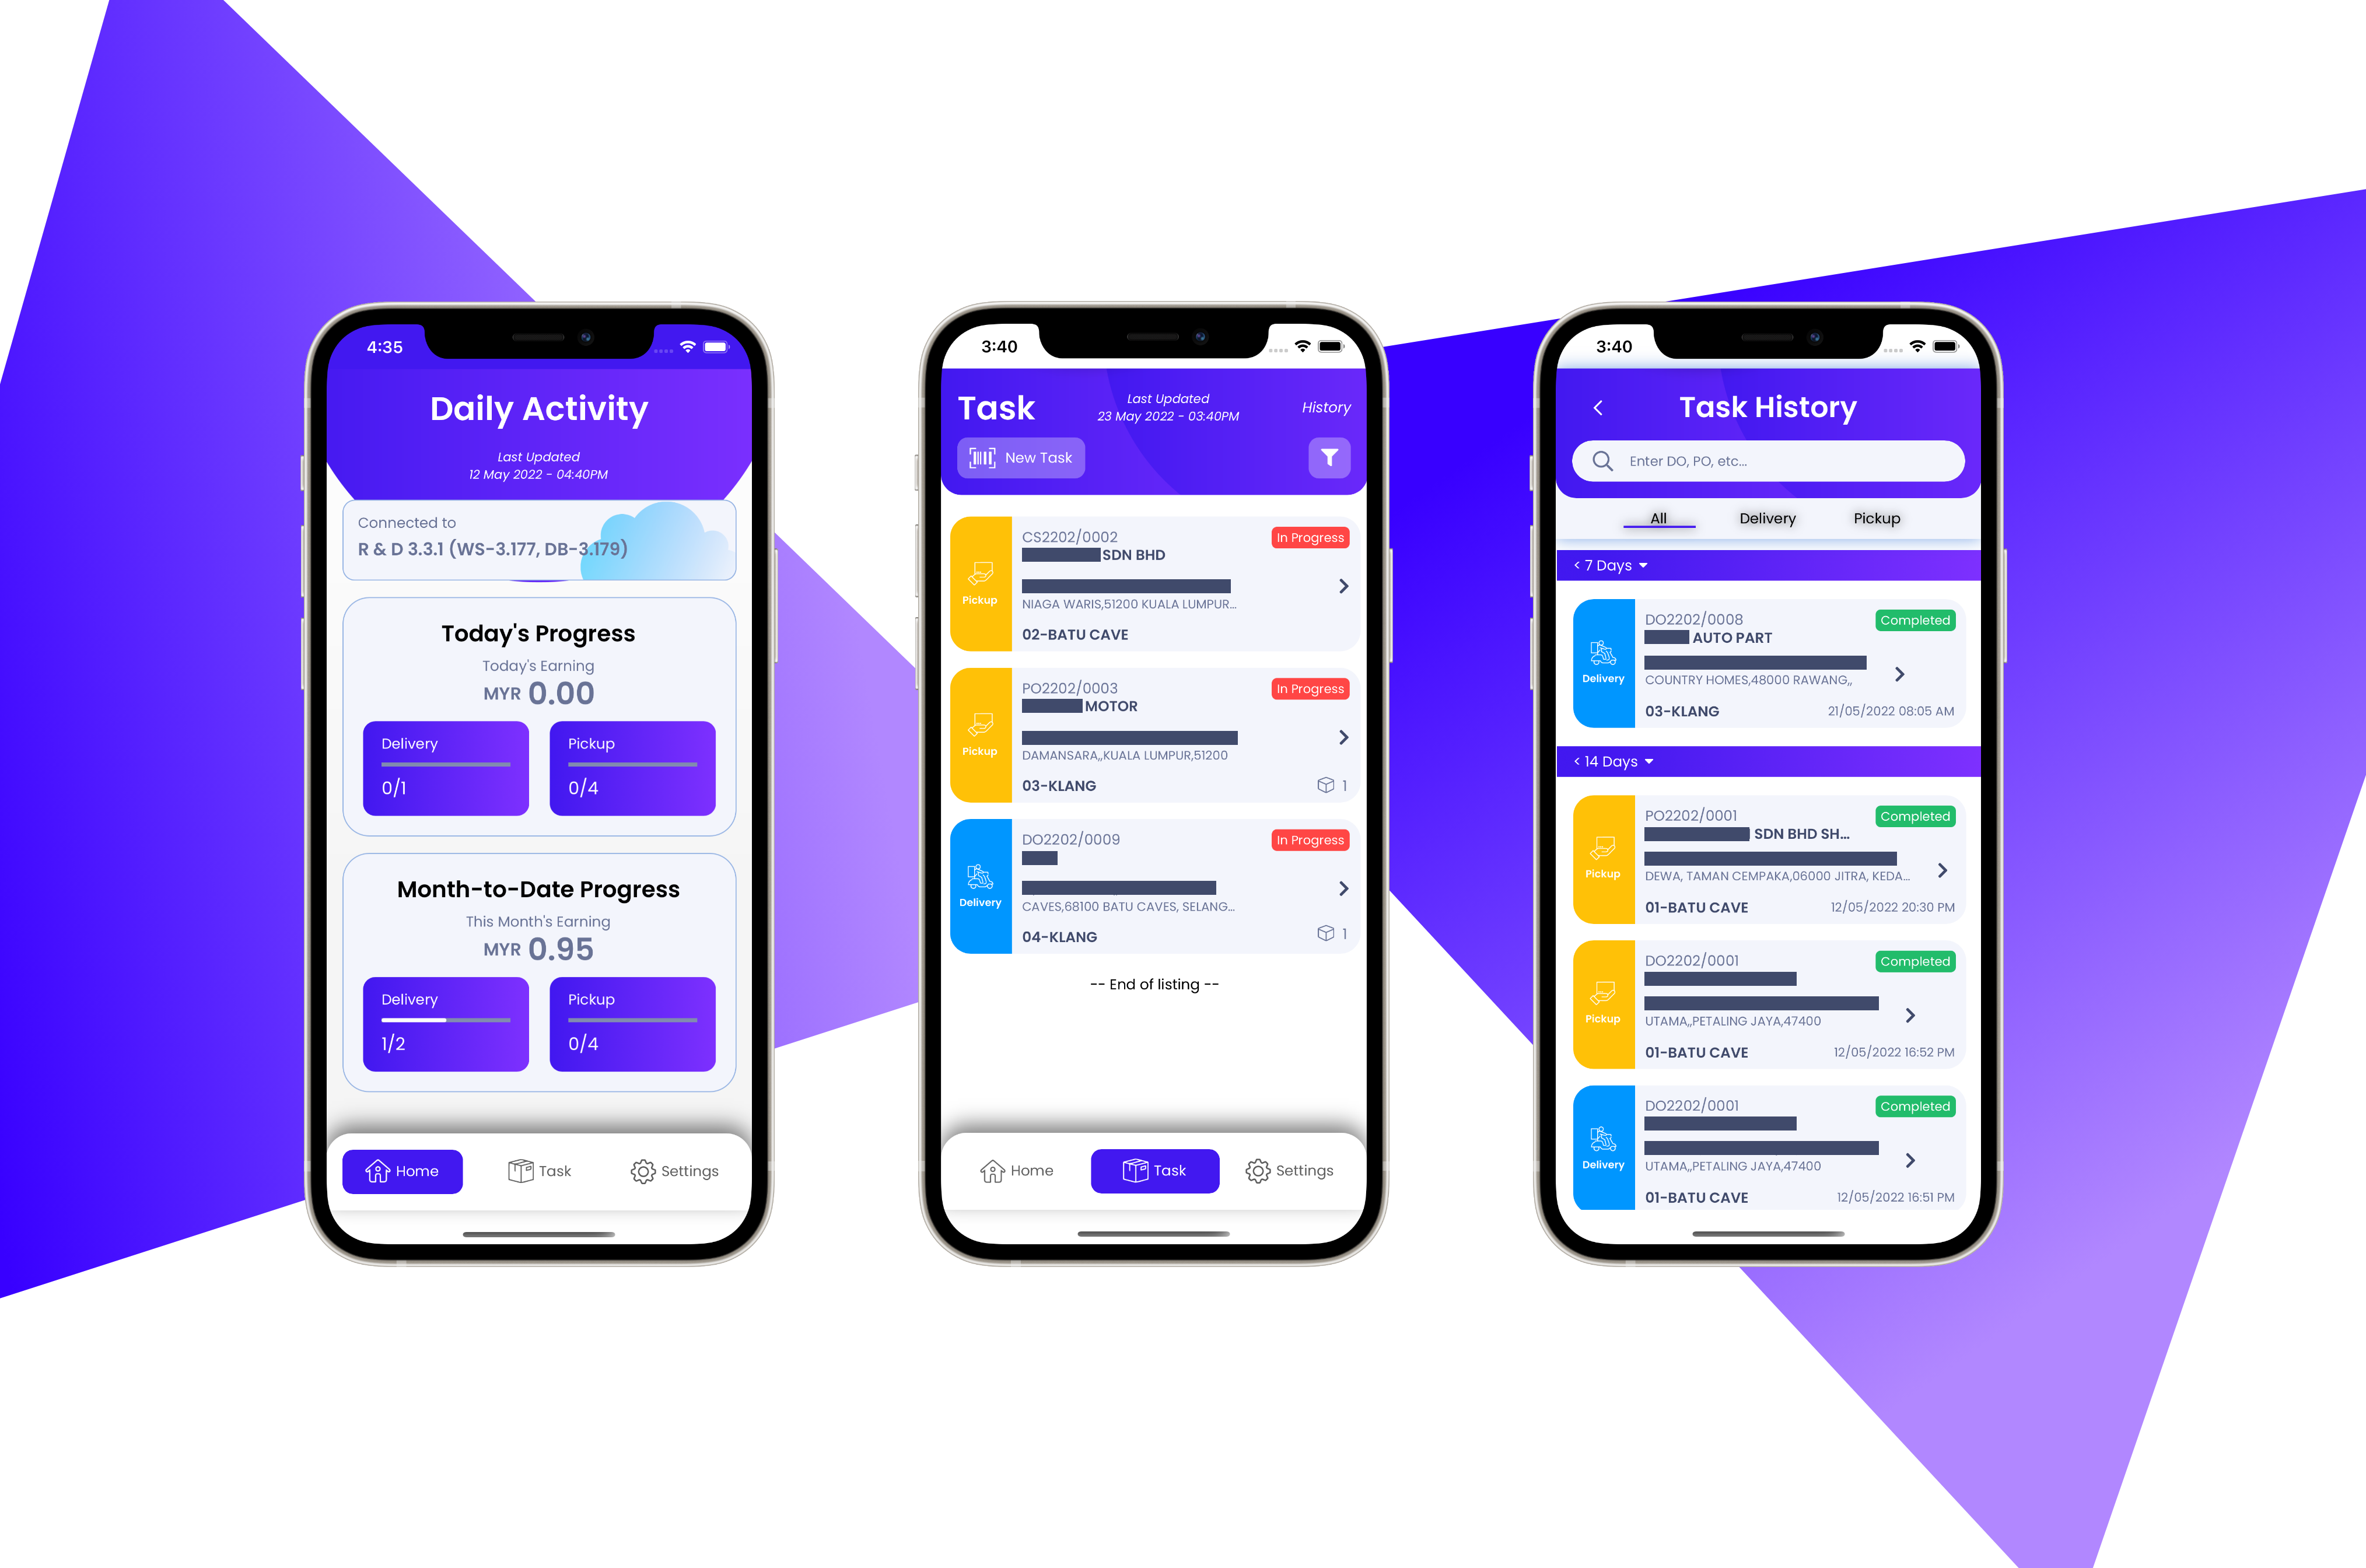 4:35
Daily Activity
Last Updated
12 May 2022 - 04:40PM
Connected to
R & D 3.3.1 (WS-3.177, DB-3.179)
Today's Progress
Today's Earning
MYR 0.00
Delivery
0/1
Pickup
0/4
Month-to-Date Progress
This Month's Earning
MYR 0.95
Delivery
1/2
Pickup
0/4
Home
Task
Settings
3:40
Task
Last Updated
23 May 2022 - 03:40PM
History
New Task
Pickup
CS2202/0002
In Progress
SDN BHD
NIAGA WARIS,51200 KUALA LUMPUR...
02-BATU CAVE
Pickup
PO2202/0003
In Progress
MOTOR
DAMANSARA,,KUALA LUMPUR,51200
03-KLANG
1
Delivery
DO2202/0009
In Progress
CAVES,68100 BATU CAVES, SELANG...
04-KLANG
1
-- End of listing --
Home
Task
Settings
3:40
Task History
Enter DO, PO, etc...
All
Delivery
Pickup
< 7 Days
Delivery
DO2202/0008
Completed
AUTO PART
COUNTRY HOMES,48000 RAWANG,,
03-KLANG
21/05/2022 08:05 AM
< 14 Days
Pickup
PO2202/0001
Completed
SDN BHD SH...
DEWA, TAMAN CEMPAKA,06000 JITRA, KEDA...
01-BATU CAVE
12/05/2022 20:30 PM
Pickup
DO2202/0001
Completed
UTAMA,,PETALING JAYA,47400
01-BATU CAVE
12/05/2022 16:52 PM
Delivery
DO2202/0001
Completed
UTAMA,,PETALING JAYA,47400
01-BATU CAVE
12/05/2022 16:51 PM